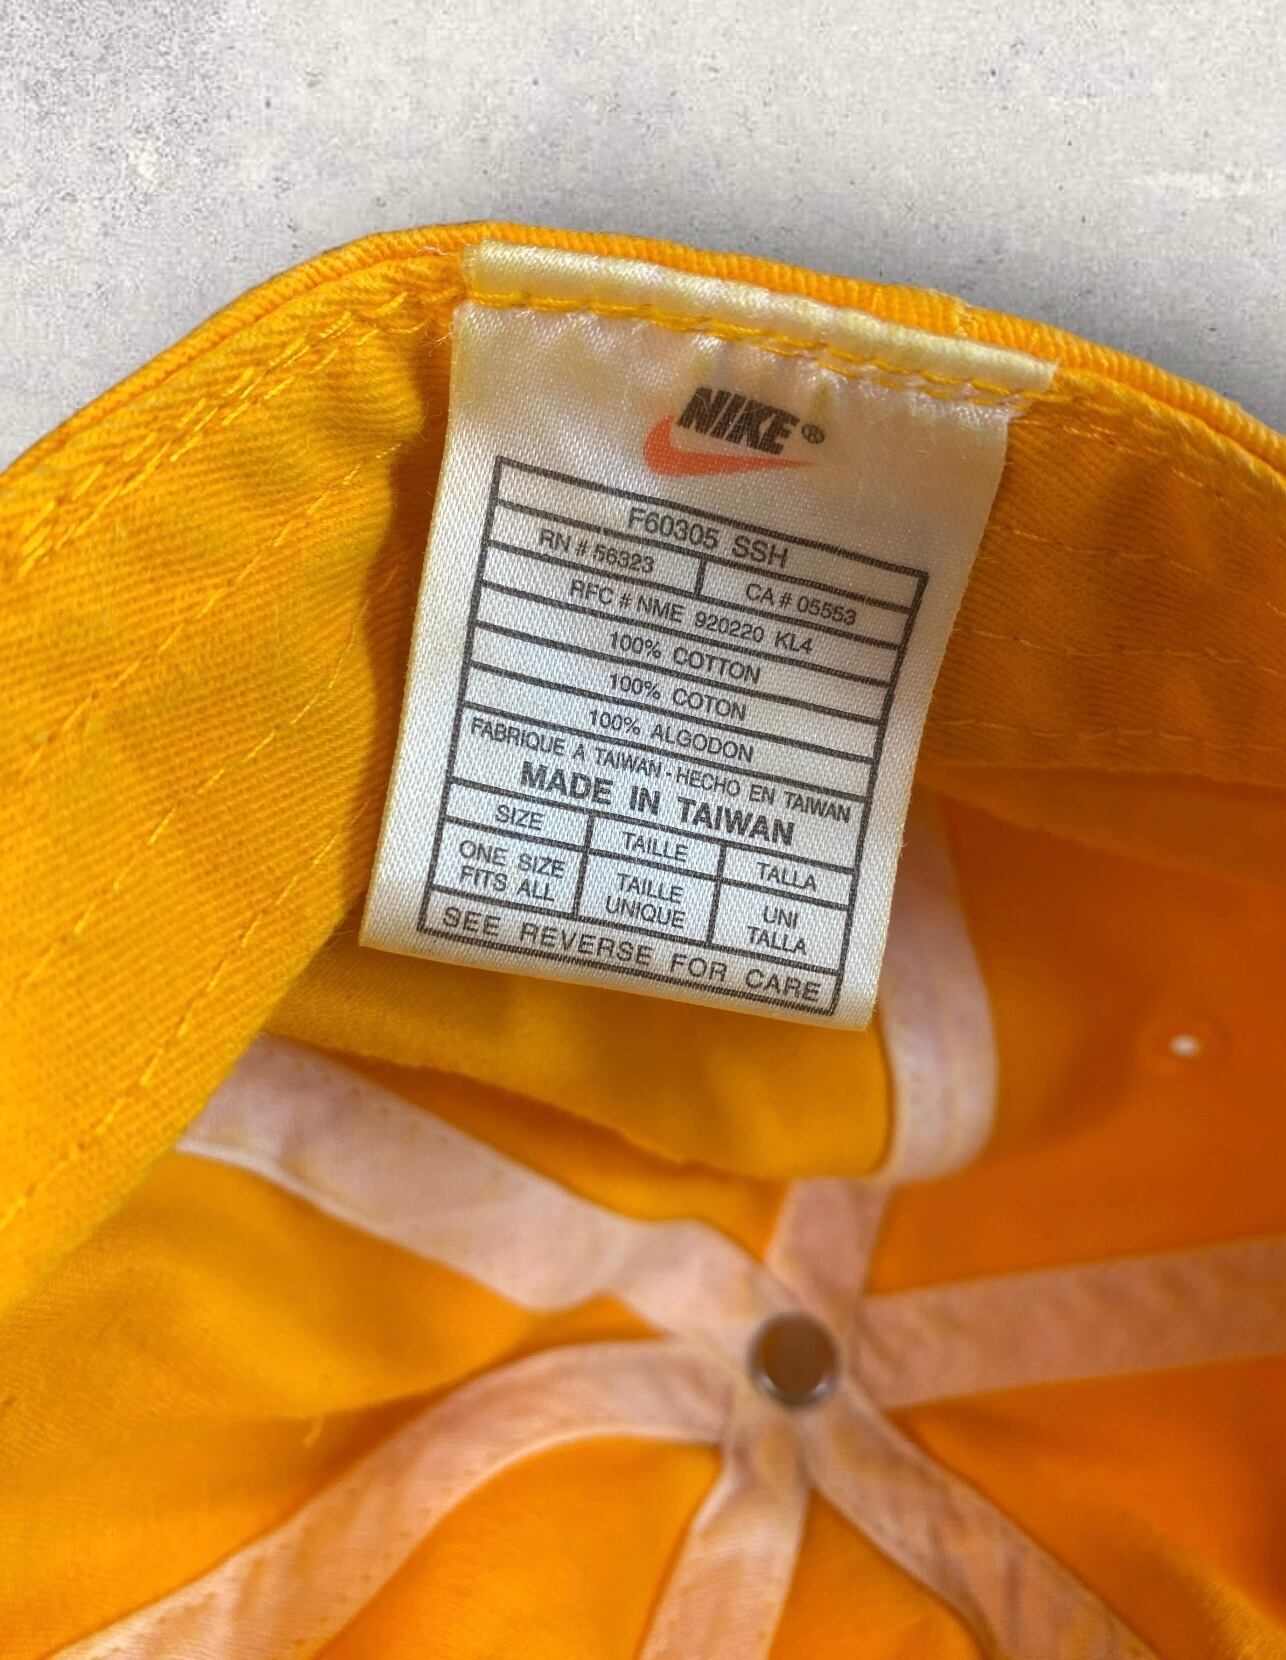 NIKE®
F60305 SSH
RN # 56323 CA # 05553
RFC # NME 920220 KL4
100% COTTON
100% COTON
100% ALGODON
FABRIQUE A TAIWAN - HECHO EN TAIWAN
MADE IN TAIWAN
SIZE TAILLE TALLA
ONE SIZE FITS ALL TAILLE UNIQUE UNI TALLA
SEE REVERSE FOR CARE